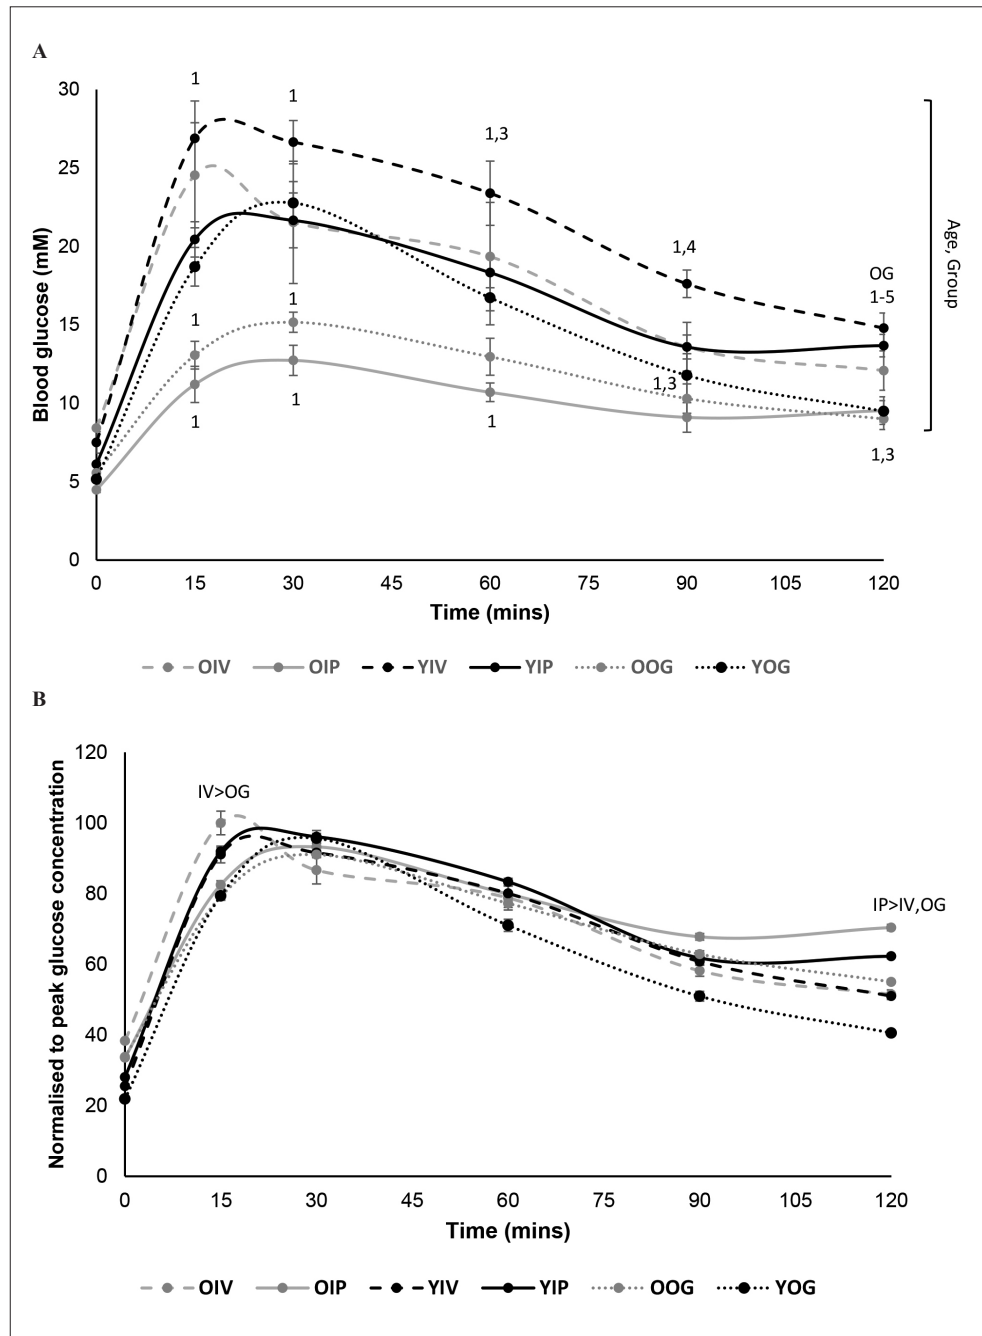 A
Blood glucose (mM)
30
25
20
15
10
5
0
1
1
1,3
1,4
OG
1-5
1
1
1,3
1
1
1
1,3
Age, Group
0 15 30 45 60 75 90 105 120
Time (mins)
OIV OIP YIV YIP OOG YOG
B
Normalised to peak glucose concentration
120
100
80
60
40
20
0
IV>OG
IP>IV,OG
0 15 30 45 60 75 90 105 120
Time (mins)
OIV OIP YIV YIP OOG YOG